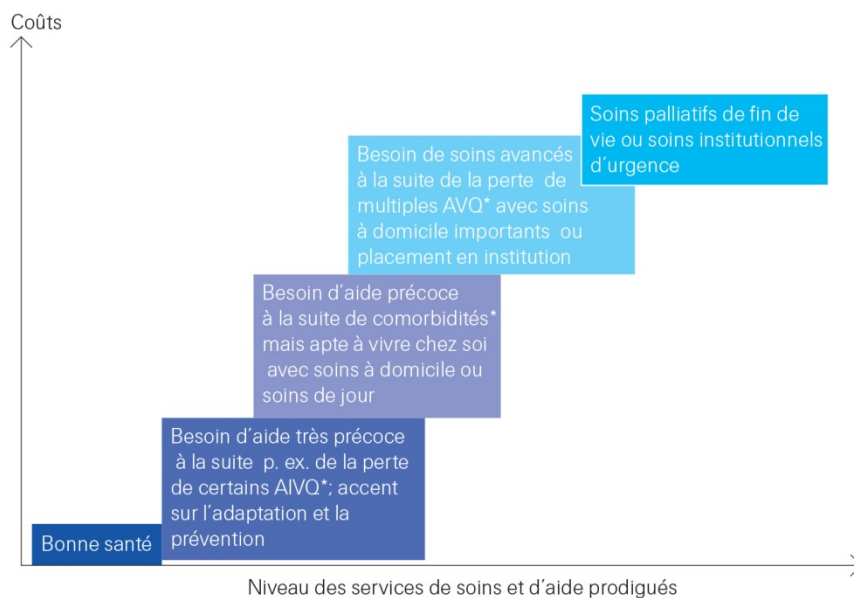 Coûts
Soins palliatifs de fin de
vie ou soins institutionnels
d'urgence
Besoin de soins avancés
à la suite de la perte de
multiples AVQ* avec soins
à domicile importants ou
placement en institution
Besoin d'aide précoce
à la suite de comorbidités*
mais apte à vivre chez soi
avec soins à domicile ou
soins de jour
Besoin d'aide très précoce
à la suite p. ex. de la perte
de certains AIVQ*; accent
sur l'adaptation et la
prévention
Bonne santé
Niveau des services de soins et d'aide prodigués